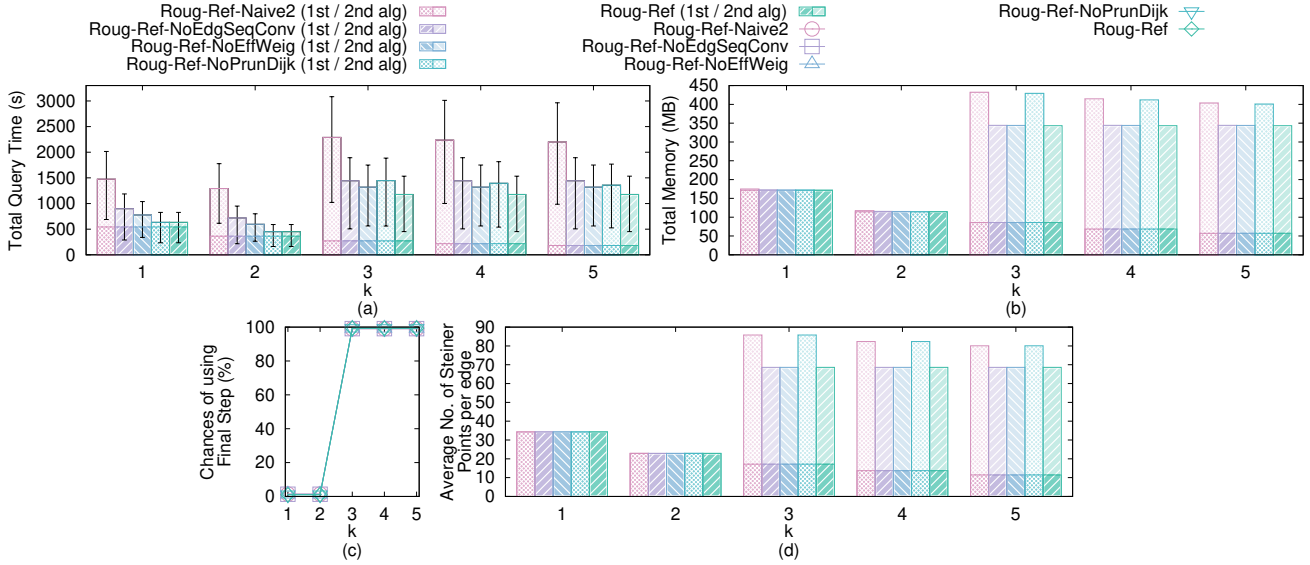 Roug-Ref-Naive2 (1st / 2nd alg)
Roug-Ref-NoEdgSeqConv (1st / 2nd alg)
Roug-Ref-NoEffWeig (1st / 2nd alg)
Roug-Ref-NoPrunDijk (1st / 2nd alg)
Roug-Ref (1st / 2nd alg)
Roug-Ref-Naive2
Roug-Ref-NoEdgSeqConv
Roug-Ref-NoEffWeig
Roug-Ref-NoPrunDijk
Roug-Ref
Total Query Time (s)
3000
2500
2000
1500
1000
500
0
1 2 3 4 5
k
(a)
Total Memory (MB)
450
400
350
300
250
200
150
100
50
0
1 2 3 4 5
k
(b)
Chances of using
Final Step (%)
100
80
60
40
20
0
1 2 3 4 5
k
(c)
Average No. of Steiner
Points per edge
90
80
70
60
50
40
30
20
10
0
1 2 3 4 5
k
(d)